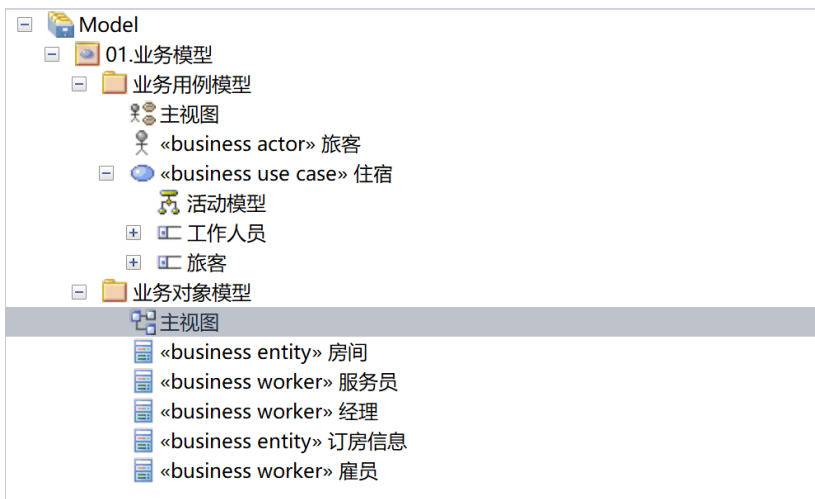 Model
01.业务模型
业务用例模型
主视图
«business actor» 旅客
«business use case» 住宿
活动模型
工作人员
旅客
业务对象模型
主视图
«business entity» 房间
«business worker» 服务员
«business worker» 经理
«business entity» 订房信息
«business worker» 雇员